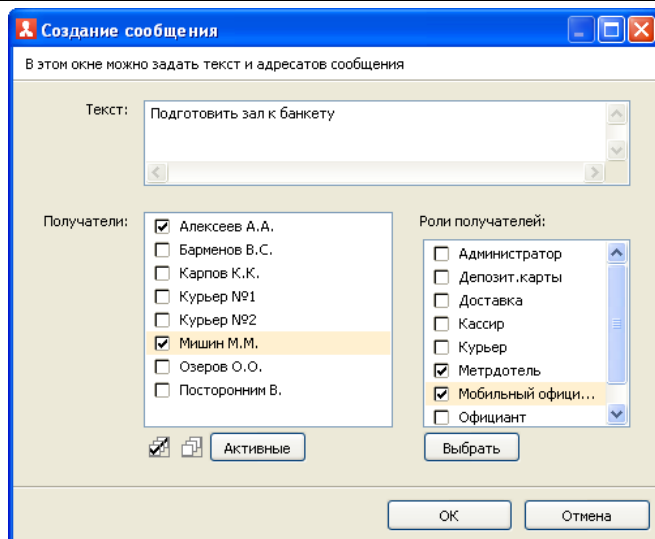 Создание сообщения
В этом окне можно задать текст и адресатов сообщения
Текст:
Подготовить зал к банкету
Получатели:
Алексеев А.А.
Барменов В.С.
Карпов К.К.
Курьер №1
Курьер №2
Мишин М.М.
Озеров О.О.
Посторонним В.
Активные
Роли получателей:
Администратор
Депозит.карты
Доставка
Кассир
Курьер
Метрдотель
Мобильный офици...
Официант
Выбрать
ОК
Отмена